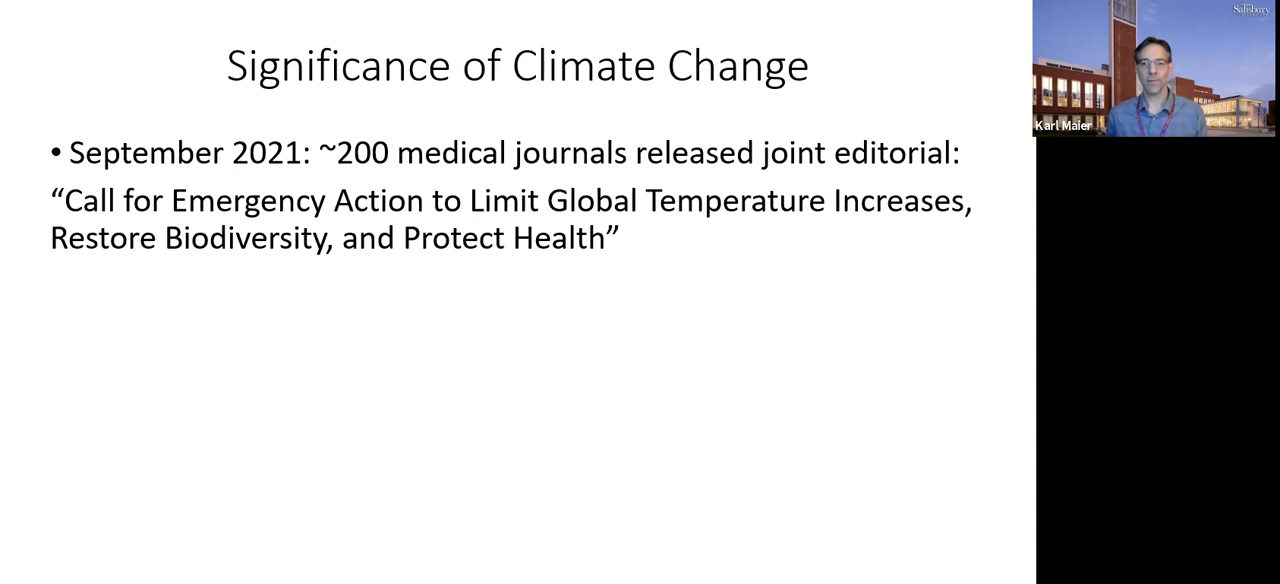 Significance of Climate Change
• September 2021: ~200 medical journals released joint editorial:
“Call for Emergency Action to Limit Global Temperature Increases,
Restore Biodiversity, and Protect Health”
Salisbury
Karl Maier